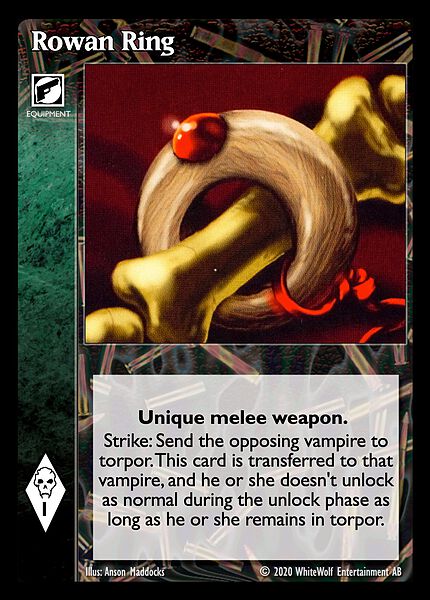 Rowan Ring
EQUIPMENT
Unique melee weapon.
Strike: Send the opposing vampire to
torpor. This card is transferred to that
vampire, and he or she doesn't unlock
as normal during the unlock phase as
long as he or she remains in torpor.
I
Illus: Anson Maddocks
© 2020 WhiteWolf Entertainment AB